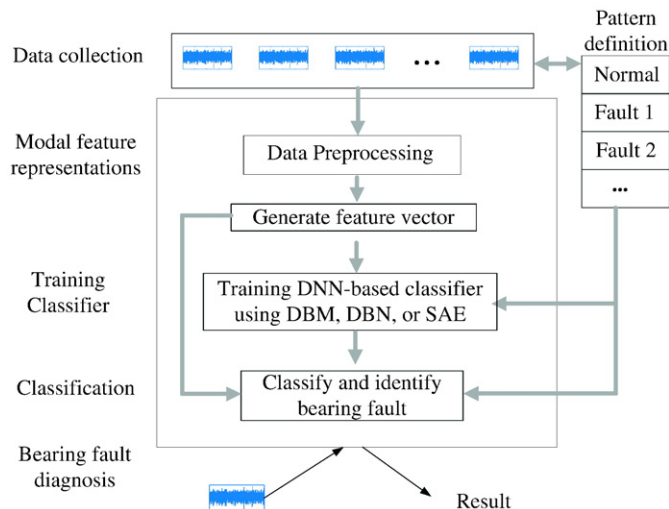 Pattern
definition
Data collection
...
Normal
Fault 1
Fault 2
...
Modal feature
representations
Data Preprocessing
Generate feature vector
Training
Classifier
Training DNN-based classifier
using DBM, DBN, or SAE
Classification
Classify and identify
bearing fault
Bearing fault
diagnosis
Result